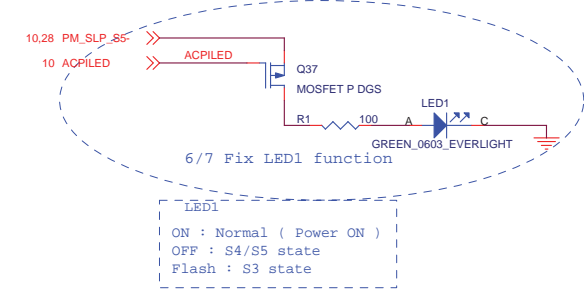 10,28 PM_SLP_S5-
10 ACPILED
ACPILED
Q37
MOSFET P DGS
LED1
R1
100
A
C
GREEN_0603_EVERLIGHT
6/7 Fix LED1 function
LED1
ON : Normal ( Power ON )
OFF : S4/S5 state
Flash : S3 state